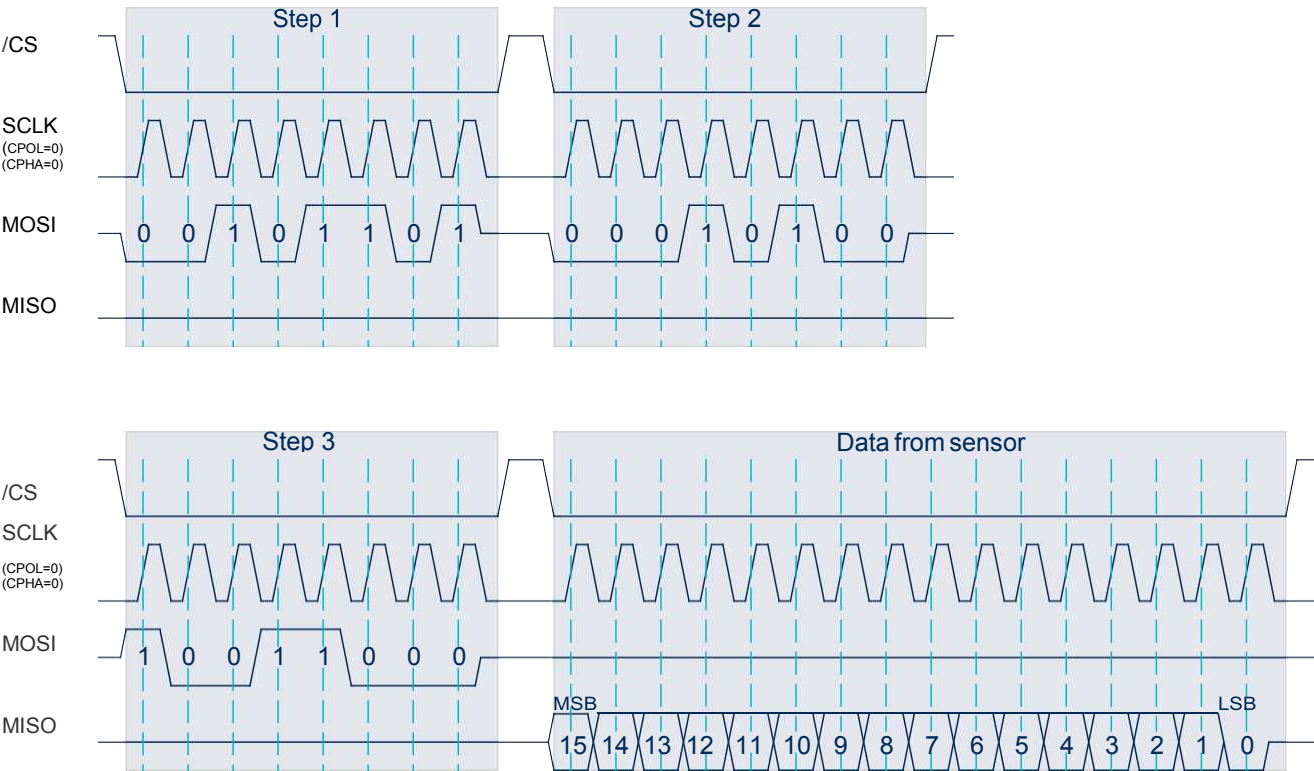 Step 1 Step 2
/CS
SCLK
(CPOL=0)
(CPHA=0)
MOSI 0 0 1 0 1 1 0 1 0 0 0 1 0 1 0 0
MISO
Step 3 Data from sensor
/CS
SCLK
(CPOL=0)
(CPHA=0)
MOSI 1 0 0 1 1 0 0 0
MSB LSB
MISO 15 14 13 12 11 10 9 8 7 6 5 4 3 2 1 0